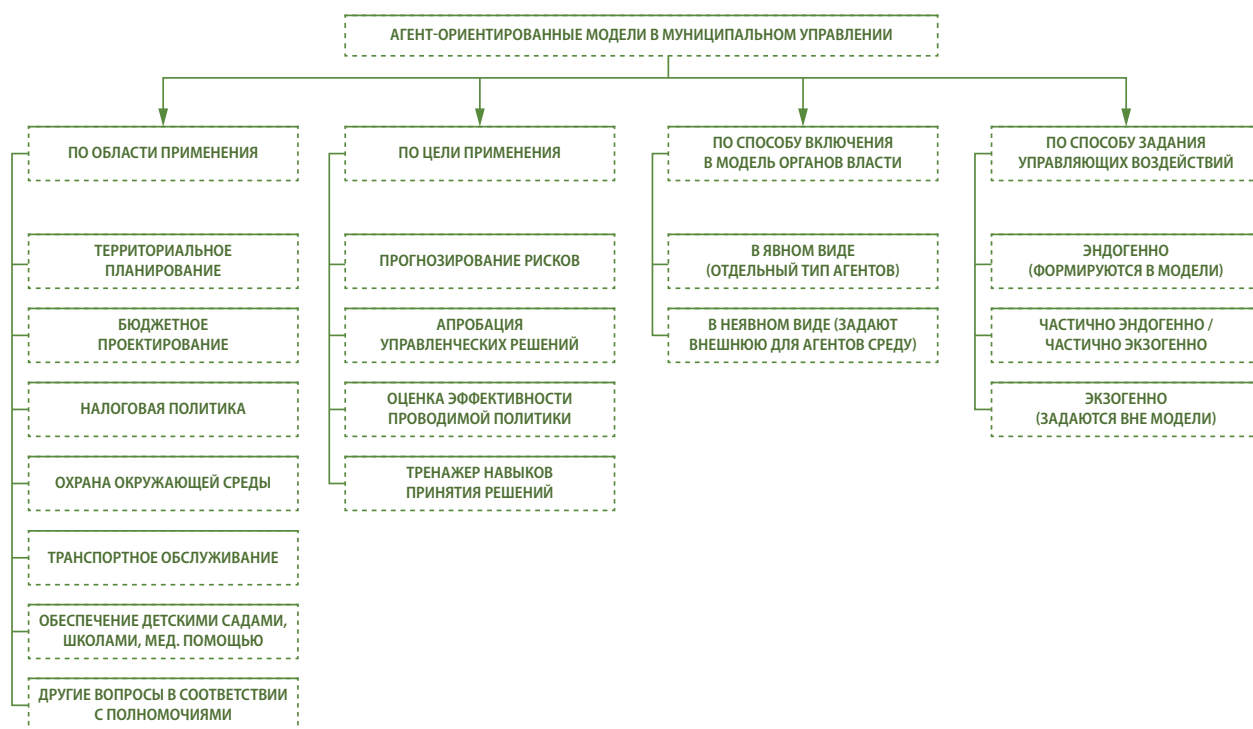 АГЕНТ-ОРИЕНТИРОВАННЫЕ МОДЕЛИ В МУНИЦИПАЛЬНОМ УПРАВЛЕНИИ
ПО ОБЛАСТИ ПРИМЕНЕНИЯ
ТЕРРИТОРИАЛЬНОЕ
ПЛАНИРОВАНИЕ
БЮДЖЕТНОЕ
ПРОЕКТИРОВАНИЕ
НАЛОГОВАЯ ПОЛИТИКА
ОХРАНА ОКРУЖАЮЩЕЙ СРЕДЫ
ТРАНСПОРТНОЕ ОБСЛУЖИВАНИЕ
ОБЕСПЕЧЕНИЕ ДЕТСКИМИ САДАМИ,
ШКОЛАМИ, МЕД. ПОМОЩЬЮ
ДРУГИЕ ВОПРОСЫ В СООТВЕТСТВИИ
С ПОЛНОМОЧИЯМИ
ПО ЦЕЛИ ПРИМЕНЕНИЯ
ПРОГНОЗИРОВАНИЕ РИСКОВ
АПРОБАЦИЯ
УПРАВЛЕНЧЕСКИХ РЕШЕНИЙ
ОЦЕНКА ЭФФЕКТИВНОСТИ
ПРОВОДИМОЙ ПОЛИТИКИ
ТРЕНАЖЕР НАВЫКОВ
ПРИНЯТИЯ РЕШЕНИЙ
ПО СПОСОБУ ВКЛЮЧЕНИЯ
В МОДЕЛЬ ОРГАНОВ ВЛАСТИ
В ЯВНОМ ВИДЕ
(ОТДЕЛЬНЫЙ ТИП АГЕНТОВ)
В НЕЯВНОМ ВИДЕ (ЗАДАЮТ
ВНЕШНЮЮ ДЛЯ АГЕНТОВ СРЕДУ)
ПО СПОСОБУ ЗАДАНИЯ
УПРАВЛЯЮЩИХ ВОЗДЕЙСТВИЙ
ЭНДОГЕННО
(ФОРМИРУЮТСЯ В МОДЕЛИ)
ЧАСТИЧНО ЭНДОГЕННО /
ЧАСТИЧНО ЭКЗОГЕННО
ЭКЗОГЕННО
(ЗАДАЮТСЯ ВНЕ МОДЕЛИ)